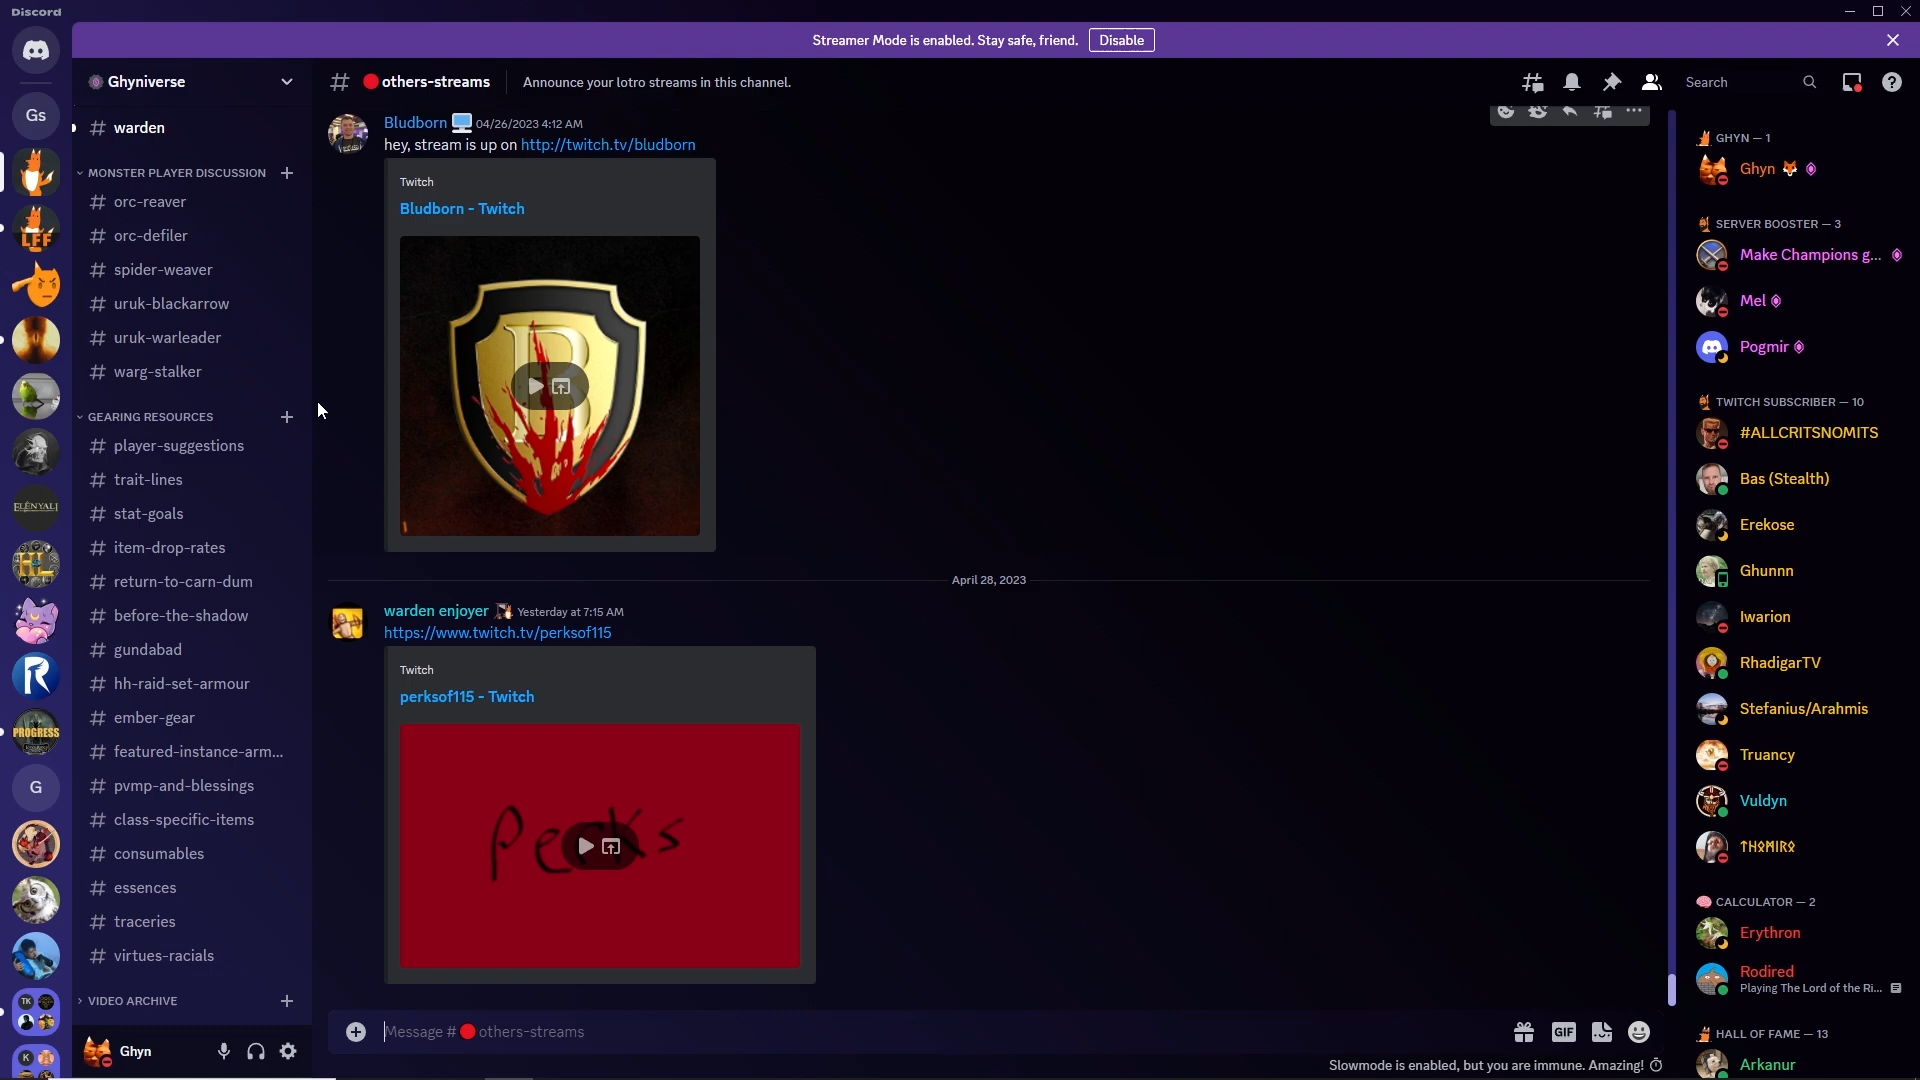 Discord
Streamer Mode is enabled. Stay safe, friend. Disable
Ghyniverse
others-streams
Announce your lotro streams in this channel.
Search
Gs
LFF
ELENYALI
HL
PROGRESS
G
TK
K
warden
MONSTER PLAYER DISCUSSION
orc-reaver
orc-defiler
spider-weaver
uruk-blackarrow
uruk-warleader
warg-stalker
GEARING RESOURCES
player-suggestions
trait-lines
stat-goals
item-drop-rates
return-to-carn-dum
before-the-shadow
gundabad
hh-raid-set-armour
ember-gear
featured-instance-arm...
pvmp-and-blessings
class-specific-items
consumables
essences
traceries
virtues-racials
VIDEO ARCHIVE
Ghyn
Bludborn 04/26/2023 4:12 AM
hey, stream is up on http://twitch.tv/bludborn
Twitch
Bludborn - Twitch
B
April 28, 2023
warden enjoyer Yesterday at 7:15 AM
https://www.twitch.tv/perksof115
Twitch
perksof115 - Twitch
Perks
Message # others-streams
GIF
Slowmode is enabled, but you are immune. Amazing!
GHYN — 1
Ghyn
SERVER BOOSTER — 3
Make Champions g...
Mel
Pogmir
TWITCH SUBSCRIBER — 10
#ALLCRITSNOMITS
Bas (Stealth)
Erekose
Ghunnn
Iwarion
RhadigarTV
Stefanius/Arahmis
Truancy
Vuldyn
CALCULATOR — 2
Erythron
Rodired
Playing The Lord of the Ri...
HALL OF FAME — 13
Arkanur